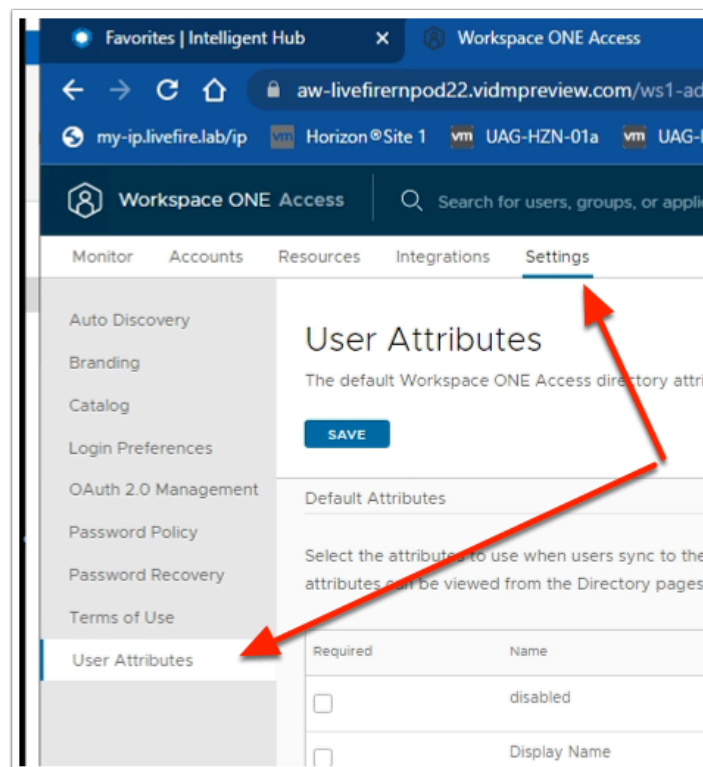 Favorites | Intelligent Hub
Workspace ONE Access
aw-livefirernpod22.vidmpreview.com/ws1-ad
my-ip.livefire.lab/ip vm Horizon®Site 1 vm UAG-HZN-01a vm UAG-
Workspace ONE Access
Search for users, groups, or appli
Monitor Accounts Resources Integrations Settings
Auto Discovery
Branding
Catalog
Login Preferences
OAuth 2.0 Management
Password Policy
Password Recovery
Terms of Use
User Attributes
User Attributes
The default Workspace ONE Access directory attri
SAVE
Default Attributes
Select the attributes to use when users sync to the
attributes can be viewed from the Directory pages
Required Name
disabled
Display Name